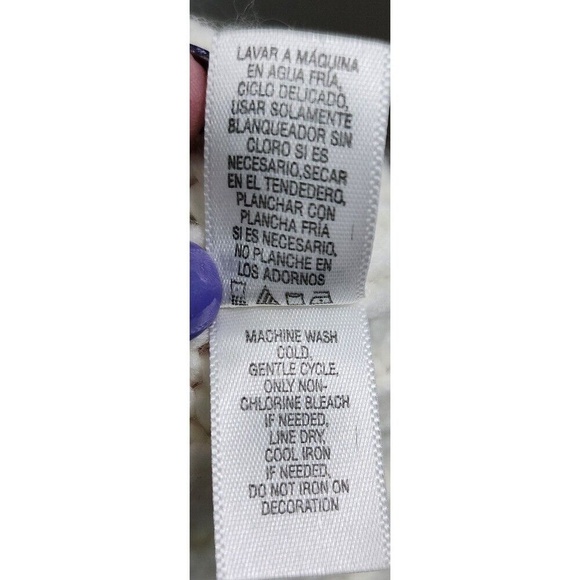 LAVAR A MÁQUINA
EN AGUA FRÍA,
CICLO DELICADO,
USAR SOLAMENTE
BLANQUEADOR SIN
CLORO SI ES
NECESARIO,SECAR
EN EL TENDEDERO,
PLANCHAR CON
PLANCHA FRÍA
SI ES NECESARIO.
NO PLANCHE EN
LOS ADORNOS
MACHINE WASH
COLD,
GENTLE CYCLE,
ONLY NON-
CHLORINE BLEACH
IF NEEDED,
LINE DRY,
COOL IRON
IF NEEDED,
DO NOT IRON ON
DECORATION